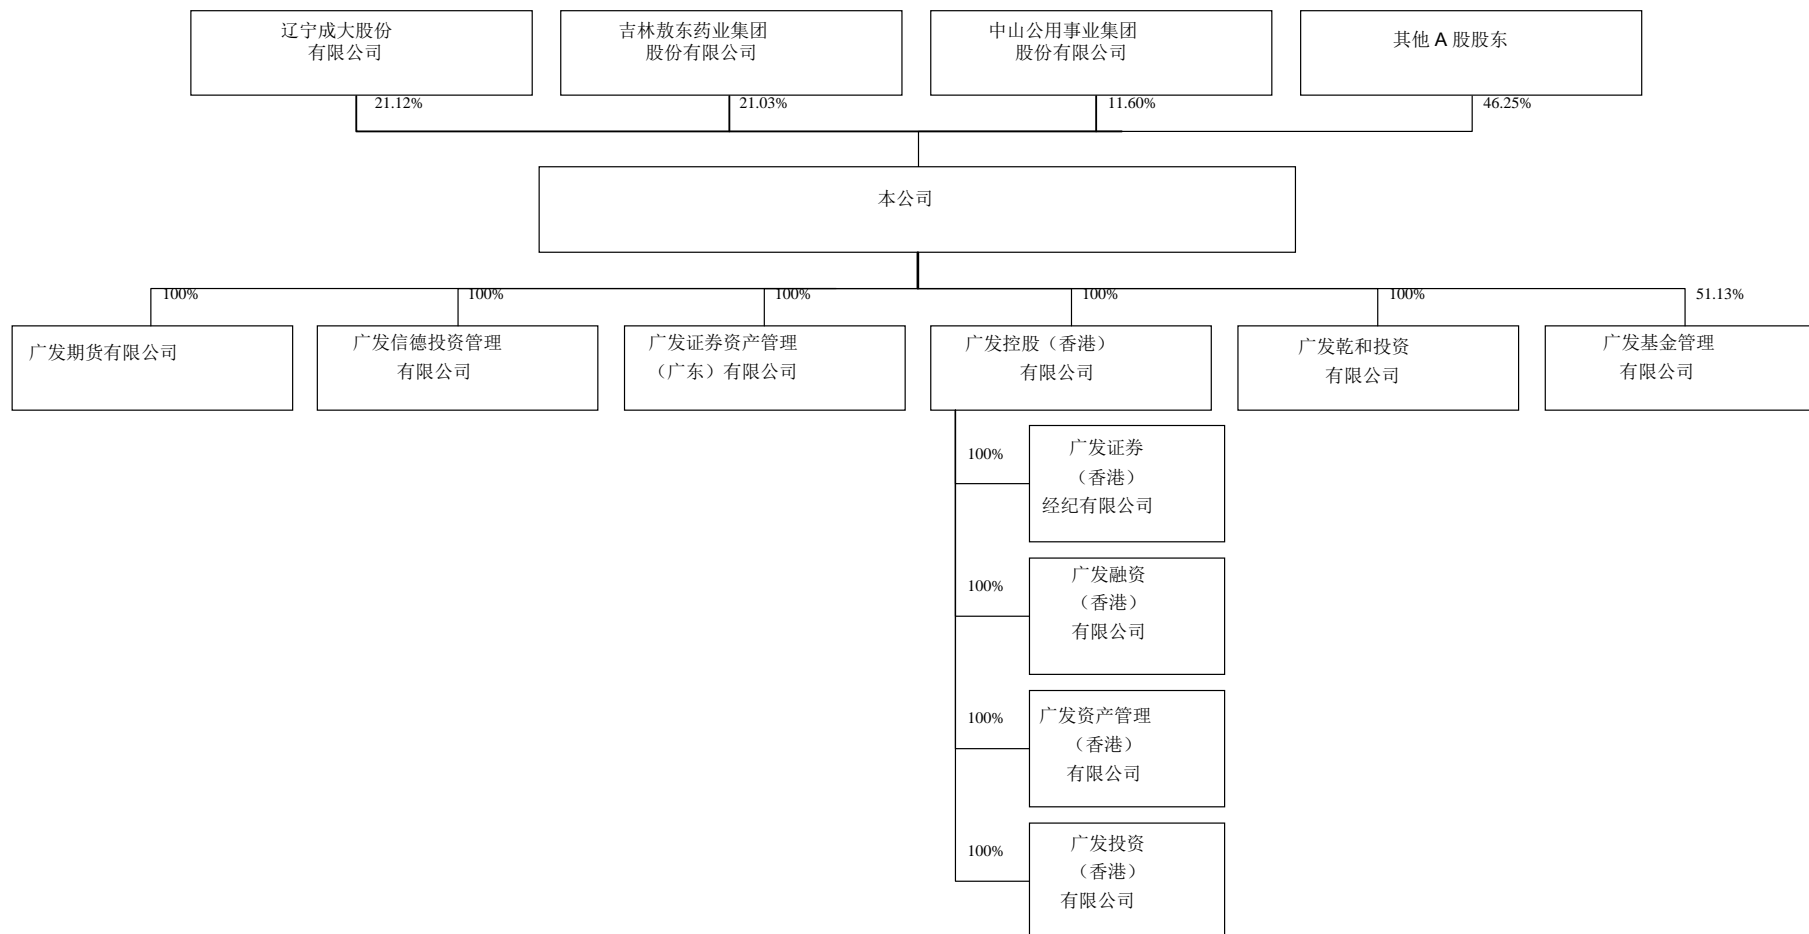 辽宁成大股份
有限公司
吉林敖东药业集团
股份有限公司
中山公用事业集团
股份有限公司
其他 A 股股东
21.12%
21.03%
11.60%
46.25%
本公司
100%
100%
100%
100%
100%
51.13%
广发期货有限公司
广发信德投资管理
有限公司
广发证券资产管理
（广东）有限公司
广发控股（香港）
有限公司
广发乾和投资
有限公司
广发基金管理
有限公司
100%
广发证券
（香港）
经纪有限公司
100%
广发融资
（香港）
有限公司
100%
广发资产管理
（香港）
有限公司
100%
广发投资
（香港）
有限公司